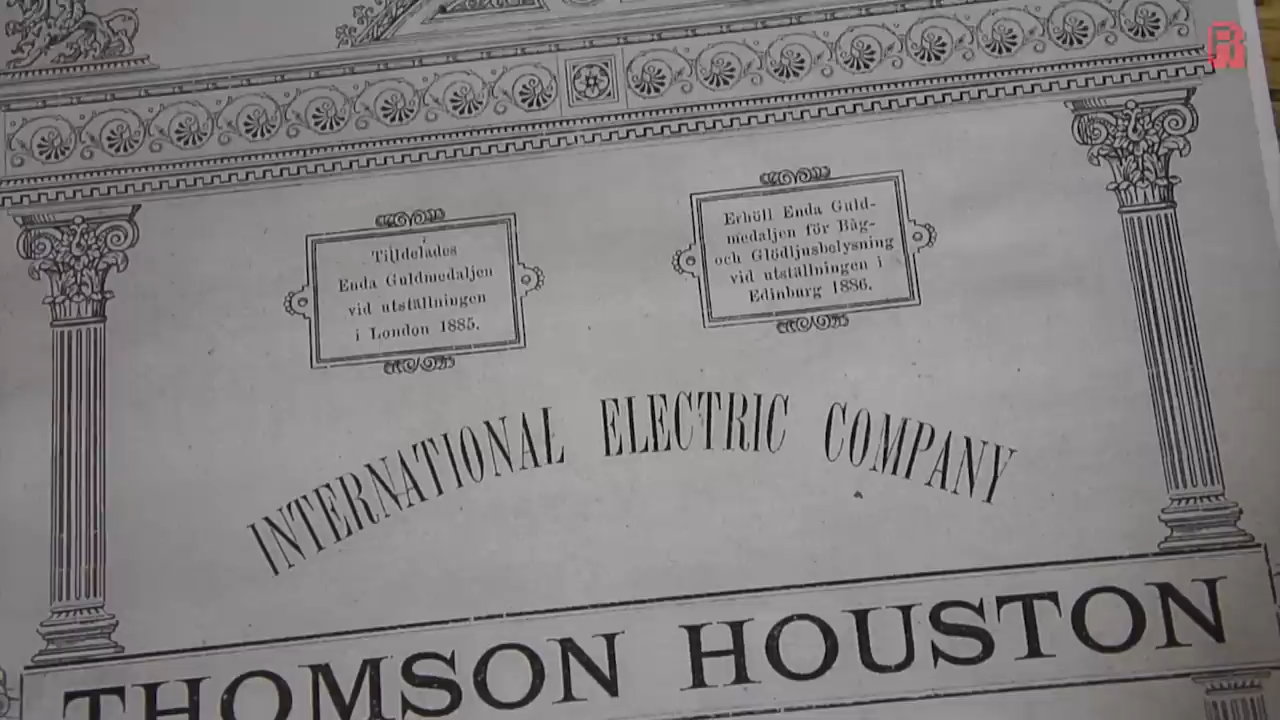 Tilldelades
Enda Guldmedaljen
vid utställningen
i London 1885.
Erhöll Enda Guld-
medaljen för Båg-
och Glödljusbelysning
vid utställningen i
Edinburg 1886.
INTERNATIONAL ELECTRIC COMPANY
THOMSON HOUSTON